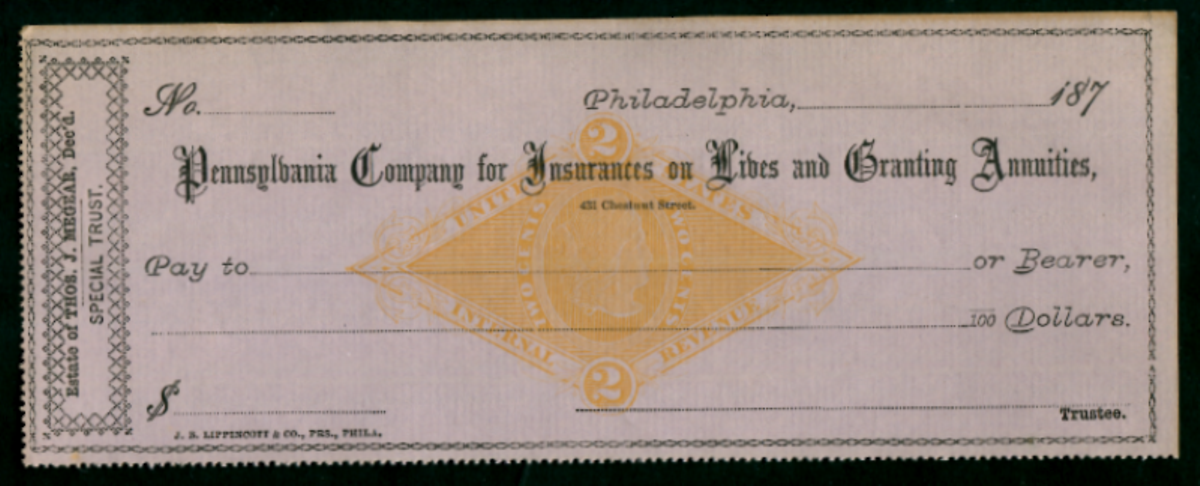 Estate of THOS. J. MEGEAR, Dec'd.
SPECIAL TRUST.
No.
Philadelphia, 187
Pennsylvania Company for Insurances on Lives and Granting Annuities,
431 Chestnut Street.
Pay to or Bearer,
100 Dollars.
$
Trustee.
J. B. LIPPINCOTT & CO., PRS., PHILA.
2
UNITED STATES
TWO CENTS
TWO CENTS
INTERNAL REVENUE
2